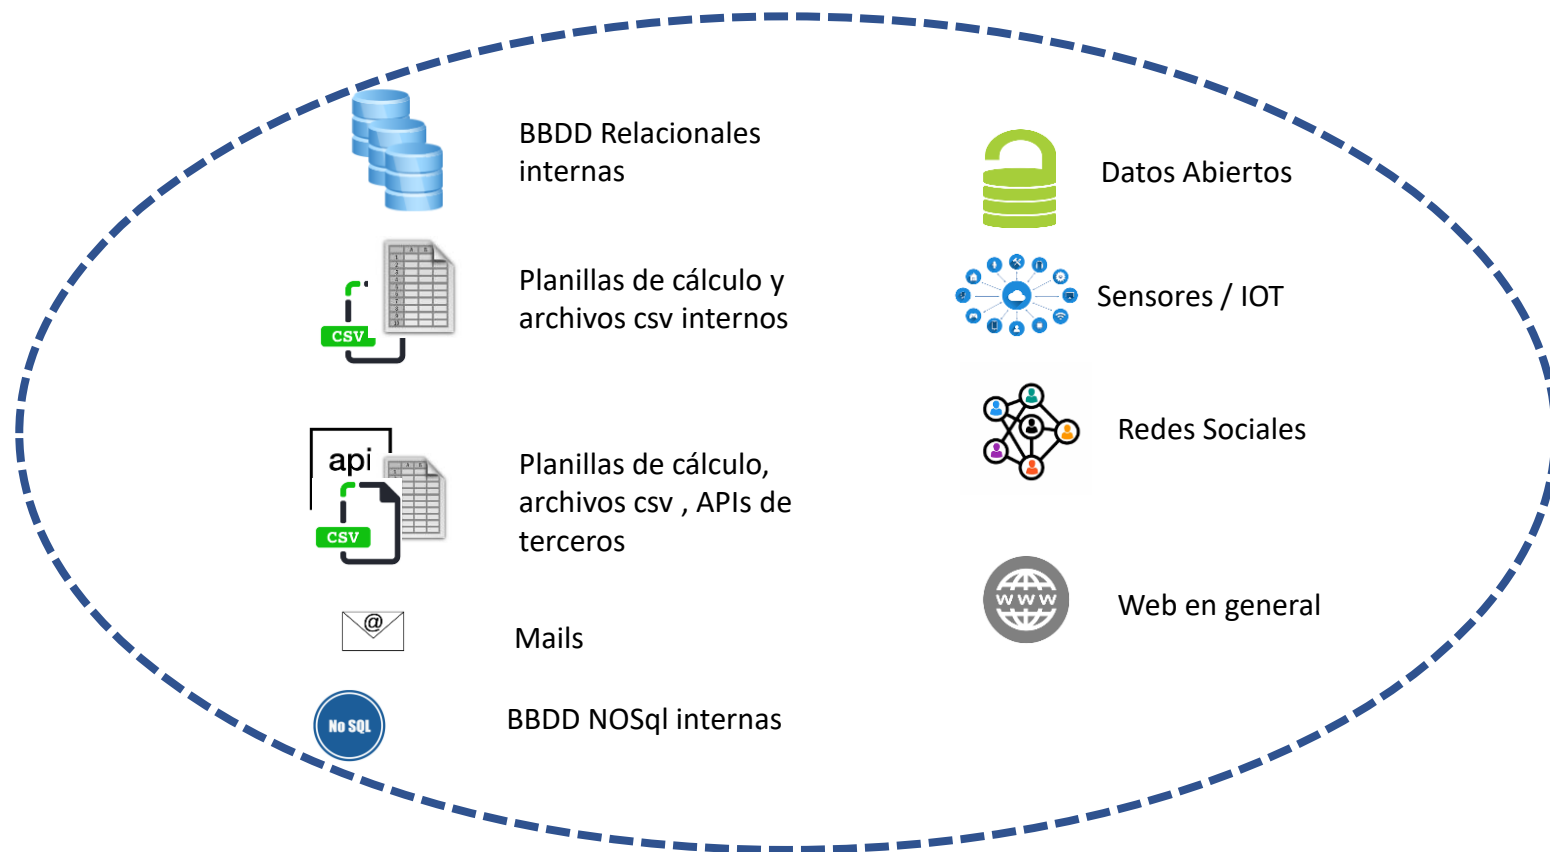 BBDD Relacionales
internas
Planillas de cálculo y
archivos csv internos
CSV
api
Planillas de cálculo,
archivos csv , APIs de
terceros
CSV
@
Mails
No SQL
BBDD NOSql internas
Datos Abiertos
Sensores / IOT
Redes Sociales
www
Web en general